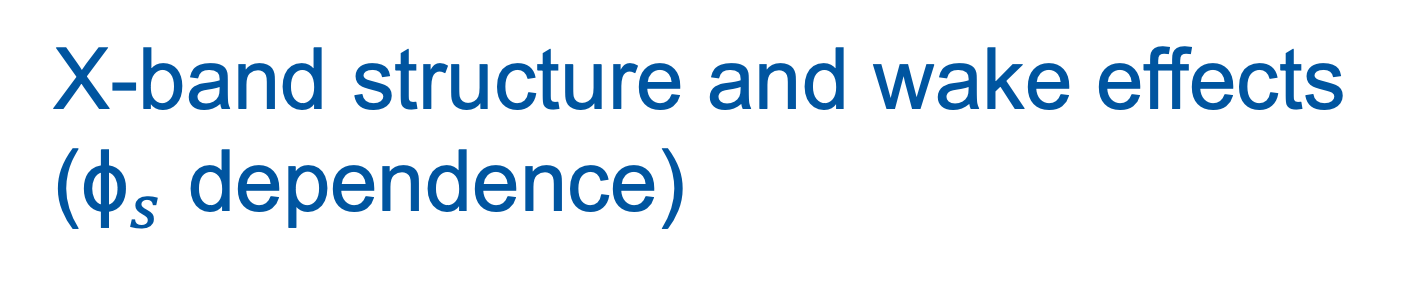 X-band structure and wake effects
(ϕₛ dependence)